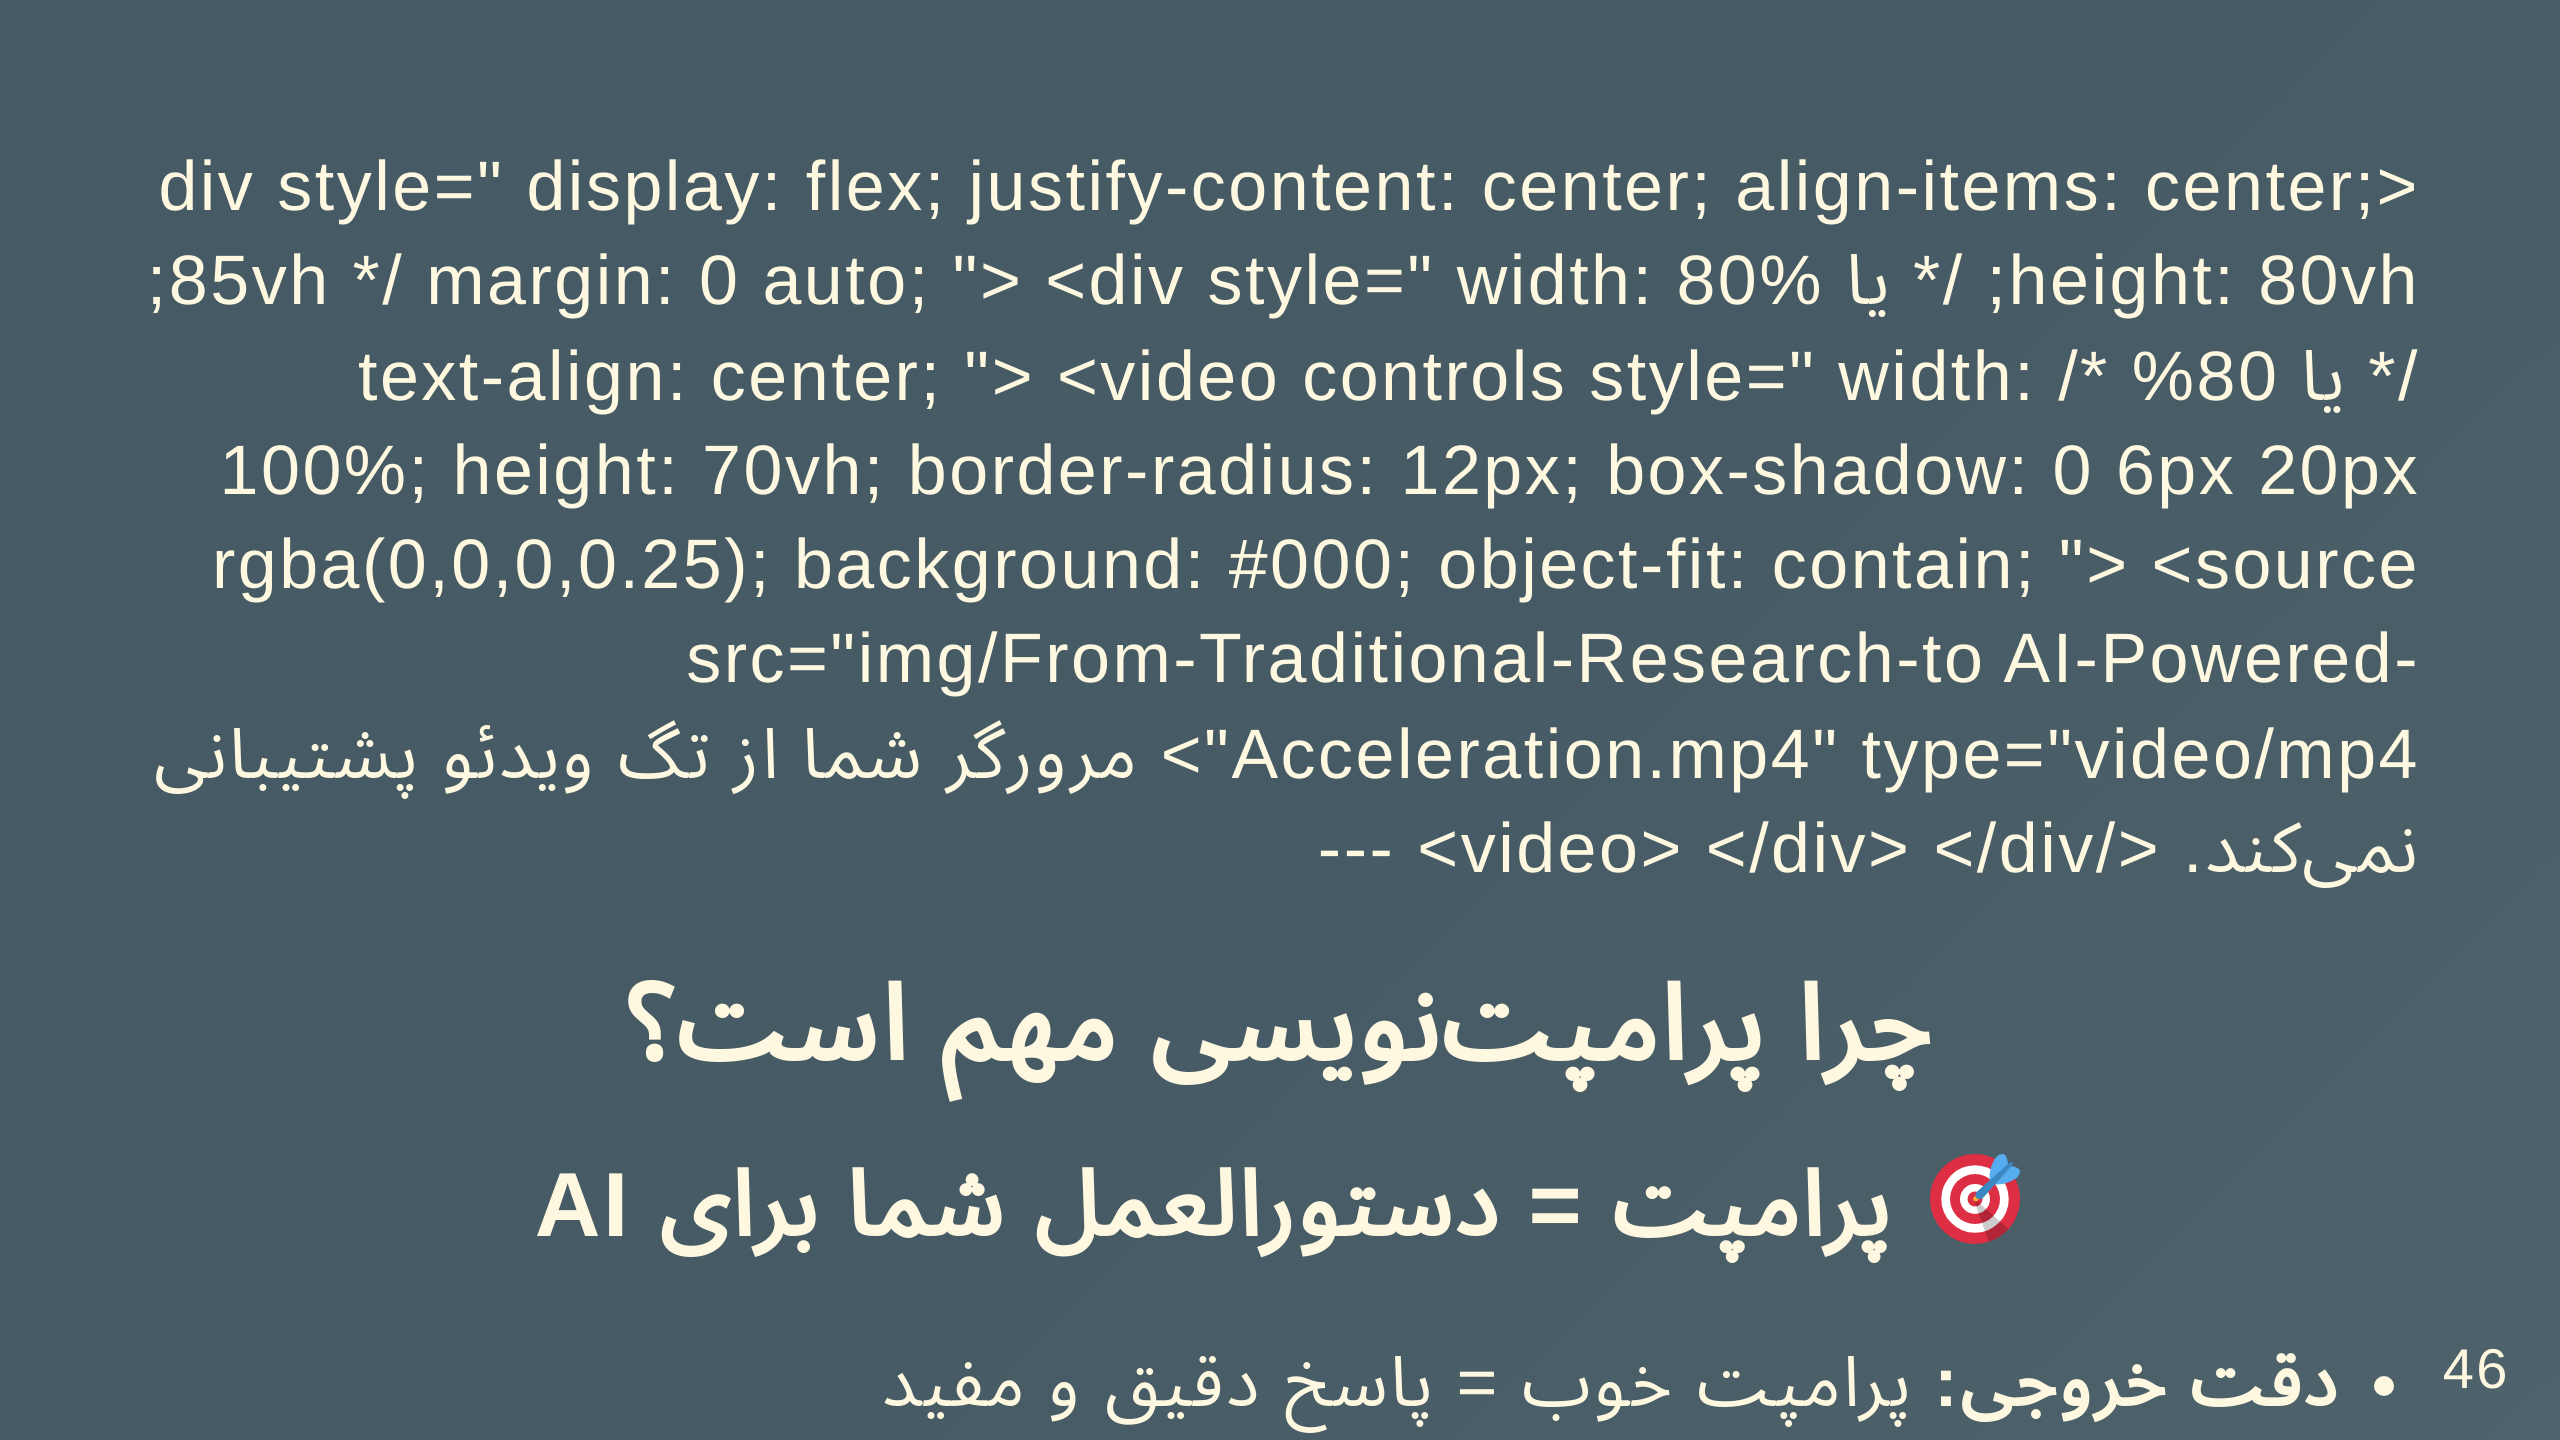 <div style=" display: flex; justify-content: center; align-items: center;
height: 80vh; /* یا 85vh */ margin: 0 auto; "> <div style=" width: 80%;
/* یا 80% */ text-align: center; "> <video controls style=" width:
100%; height: 70vh; border-radius: 12px; box-shadow: 0 6px 20px
rgba(0,0,0,0.25); background: #000; object-fit: contain; "> <source
src="img/From-Traditional-Research-to AI-Powered-
Acceleration.mp4" type="video/mp4"> مرورگر شما از تگ ویدئو پشتیبانی
نمی‌کند. </video> </div> </div> ---
چرا پرامپت‌نویسی مهم است؟
🎯 پرامپت = دستورالعمل شما برای AI
• دقت خروجی: پرامپت خوب = پاسخ دقیق و مفید
46